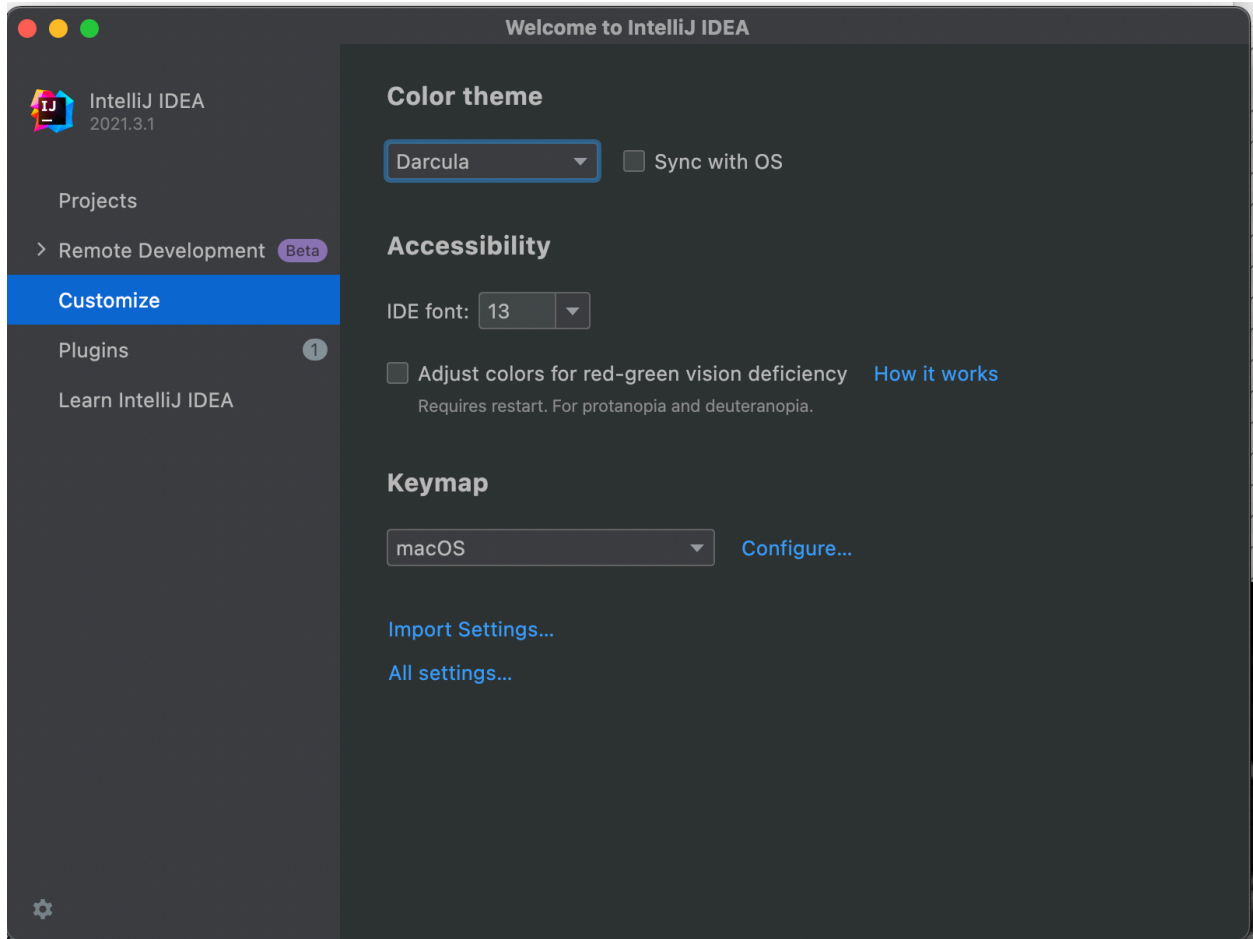 Welcome to IntelliJ IDEA
IJ
IntelliJ IDEA
2021.3.1
Projects
Remote Development Beta
Customize
Plugins 1
Learn IntelliJ IDEA
Color theme
Darcula Sync with OS
Accessibility
IDE font: 13
Adjust colors for red-green vision deficiency How it works
Requires restart. For protanopia and deuteranopia.
Keymap
macOS Configure...
Import Settings...
All settings...